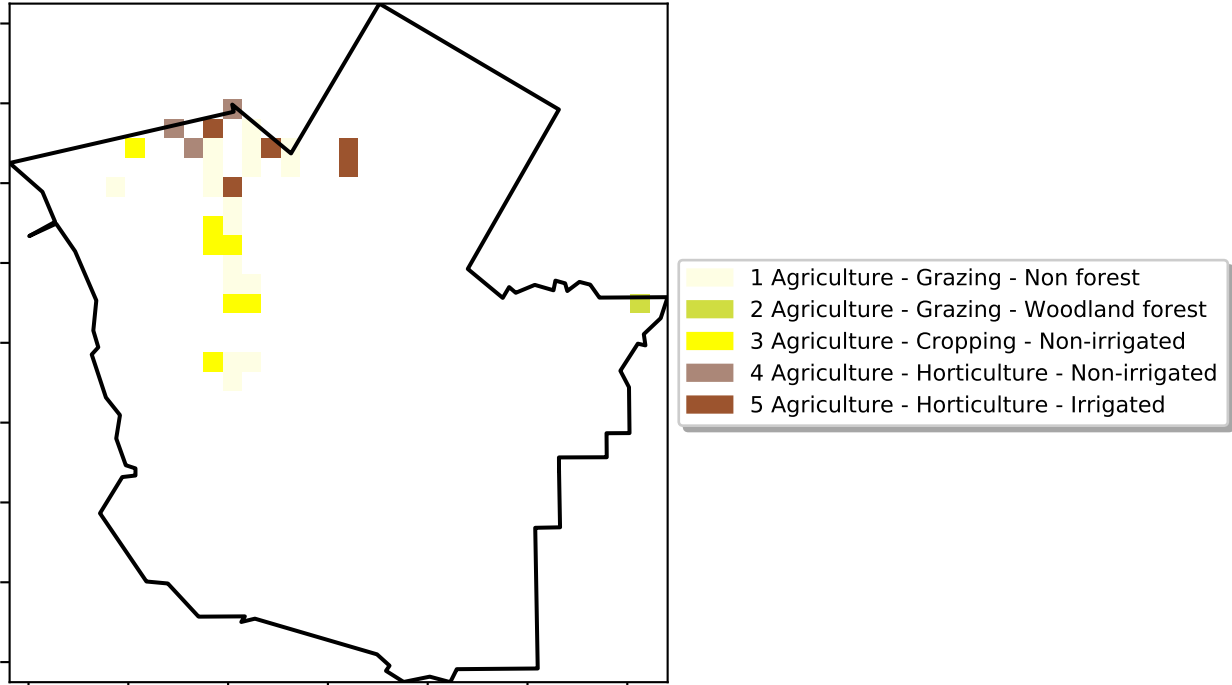 1 Agriculture - Grazing - Non forest
2 Agriculture - Grazing - Woodland forest
3 Agriculture - Cropping - Non-irrigated
4 Agriculture - Horticulture - Non-irrigated
5 Agriculture - Horticulture - Irrigated